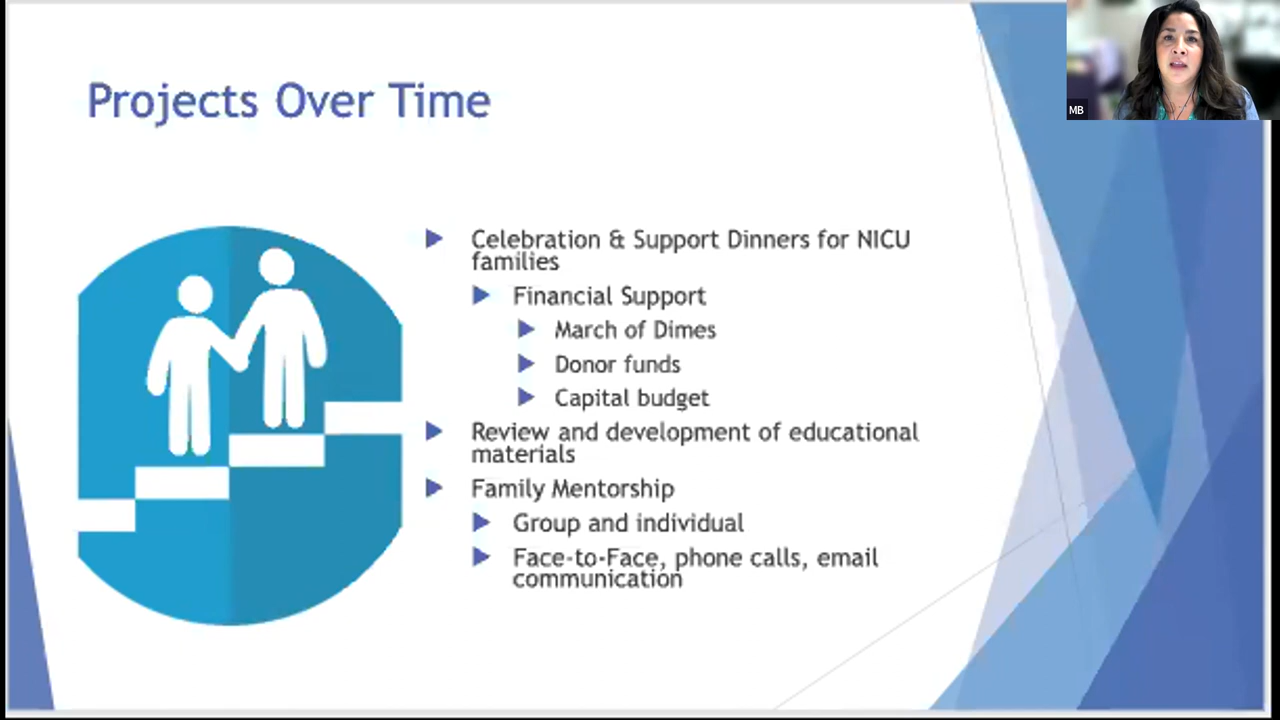 Projects Over Time
MB
Celebration & Support Dinners for NICU
families
Financial Support
March of Dimes
Donor funds
Capital budget
Review and development of educational
materials
Family Mentorship
Group and individual
Face-to-Face, phone calls, email
communication